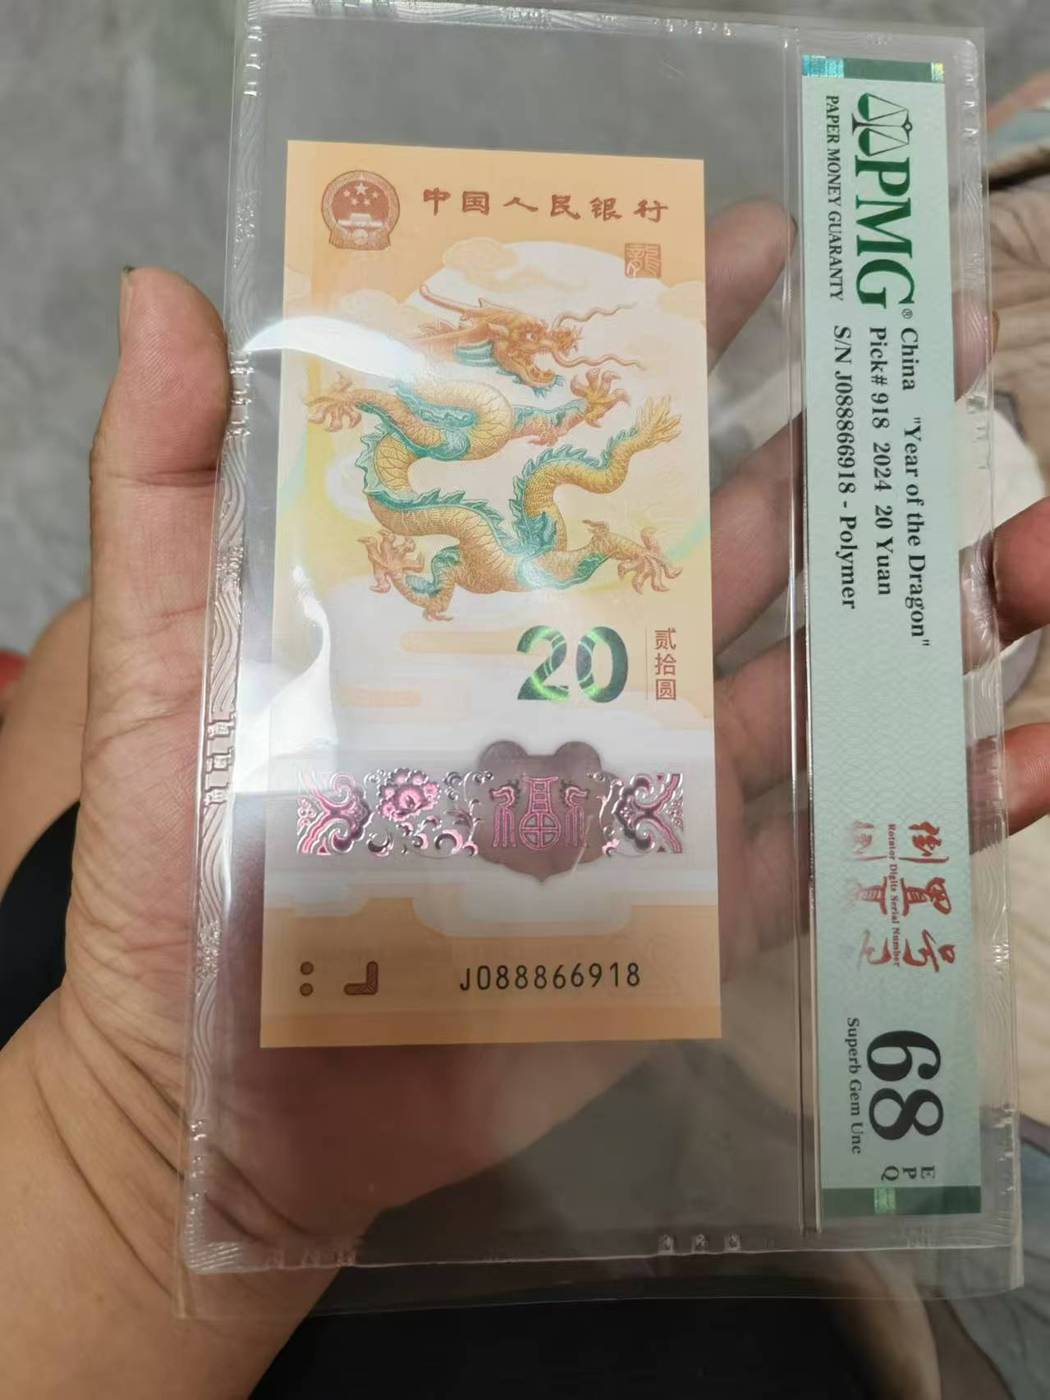 中国人民银行
龍
20
贰拾圆
福
J088866918
PMG®
PAPER MONEY GUARANTY
China "Year of the Dragon"
Pick# 918 2024 20 Yuan
S/N J088866918 - Polymer
倒置号
Rotator Digits Serial Number
68
Superb Gem Unc
EPQ